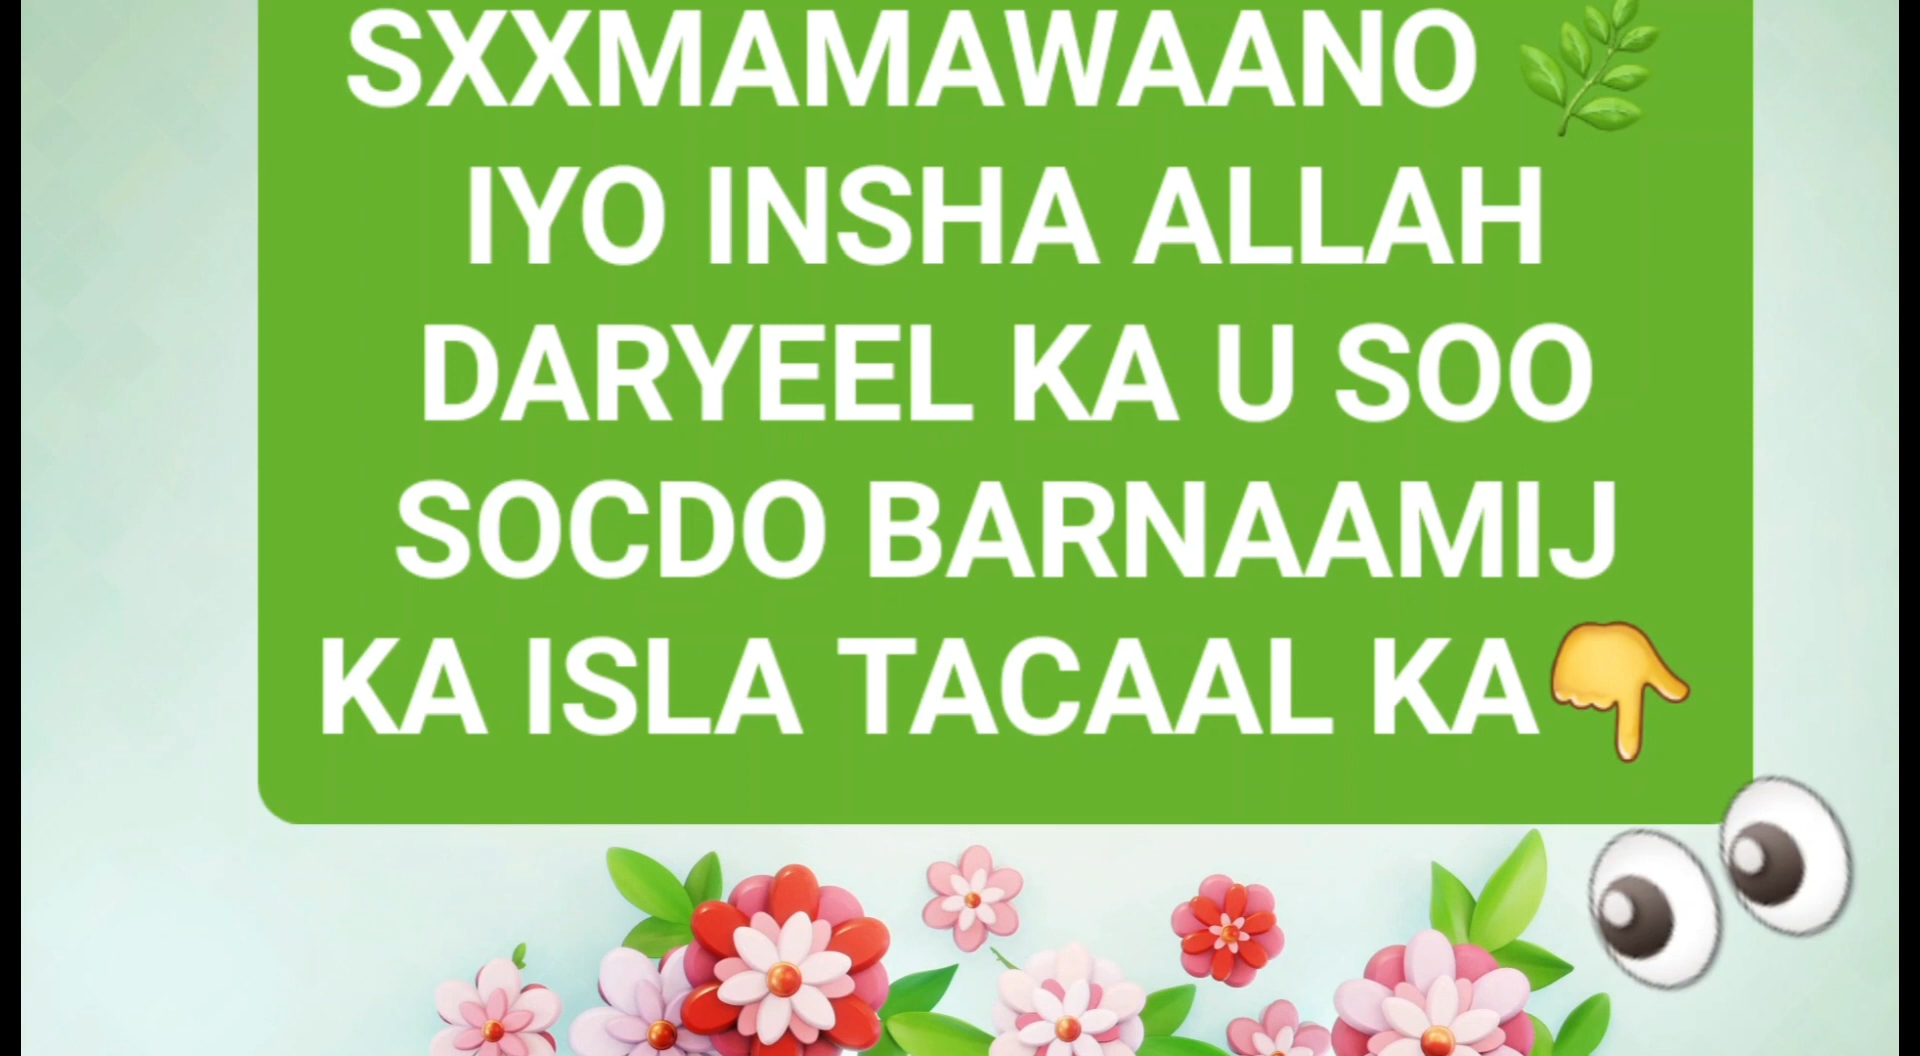 SXXMAMAWAANO 🌿
IYO INSHA ALLAH
DARYEEL KA U SOO
SOCDO BARNAAMIJ
KA ISLA TACAAL KA👇